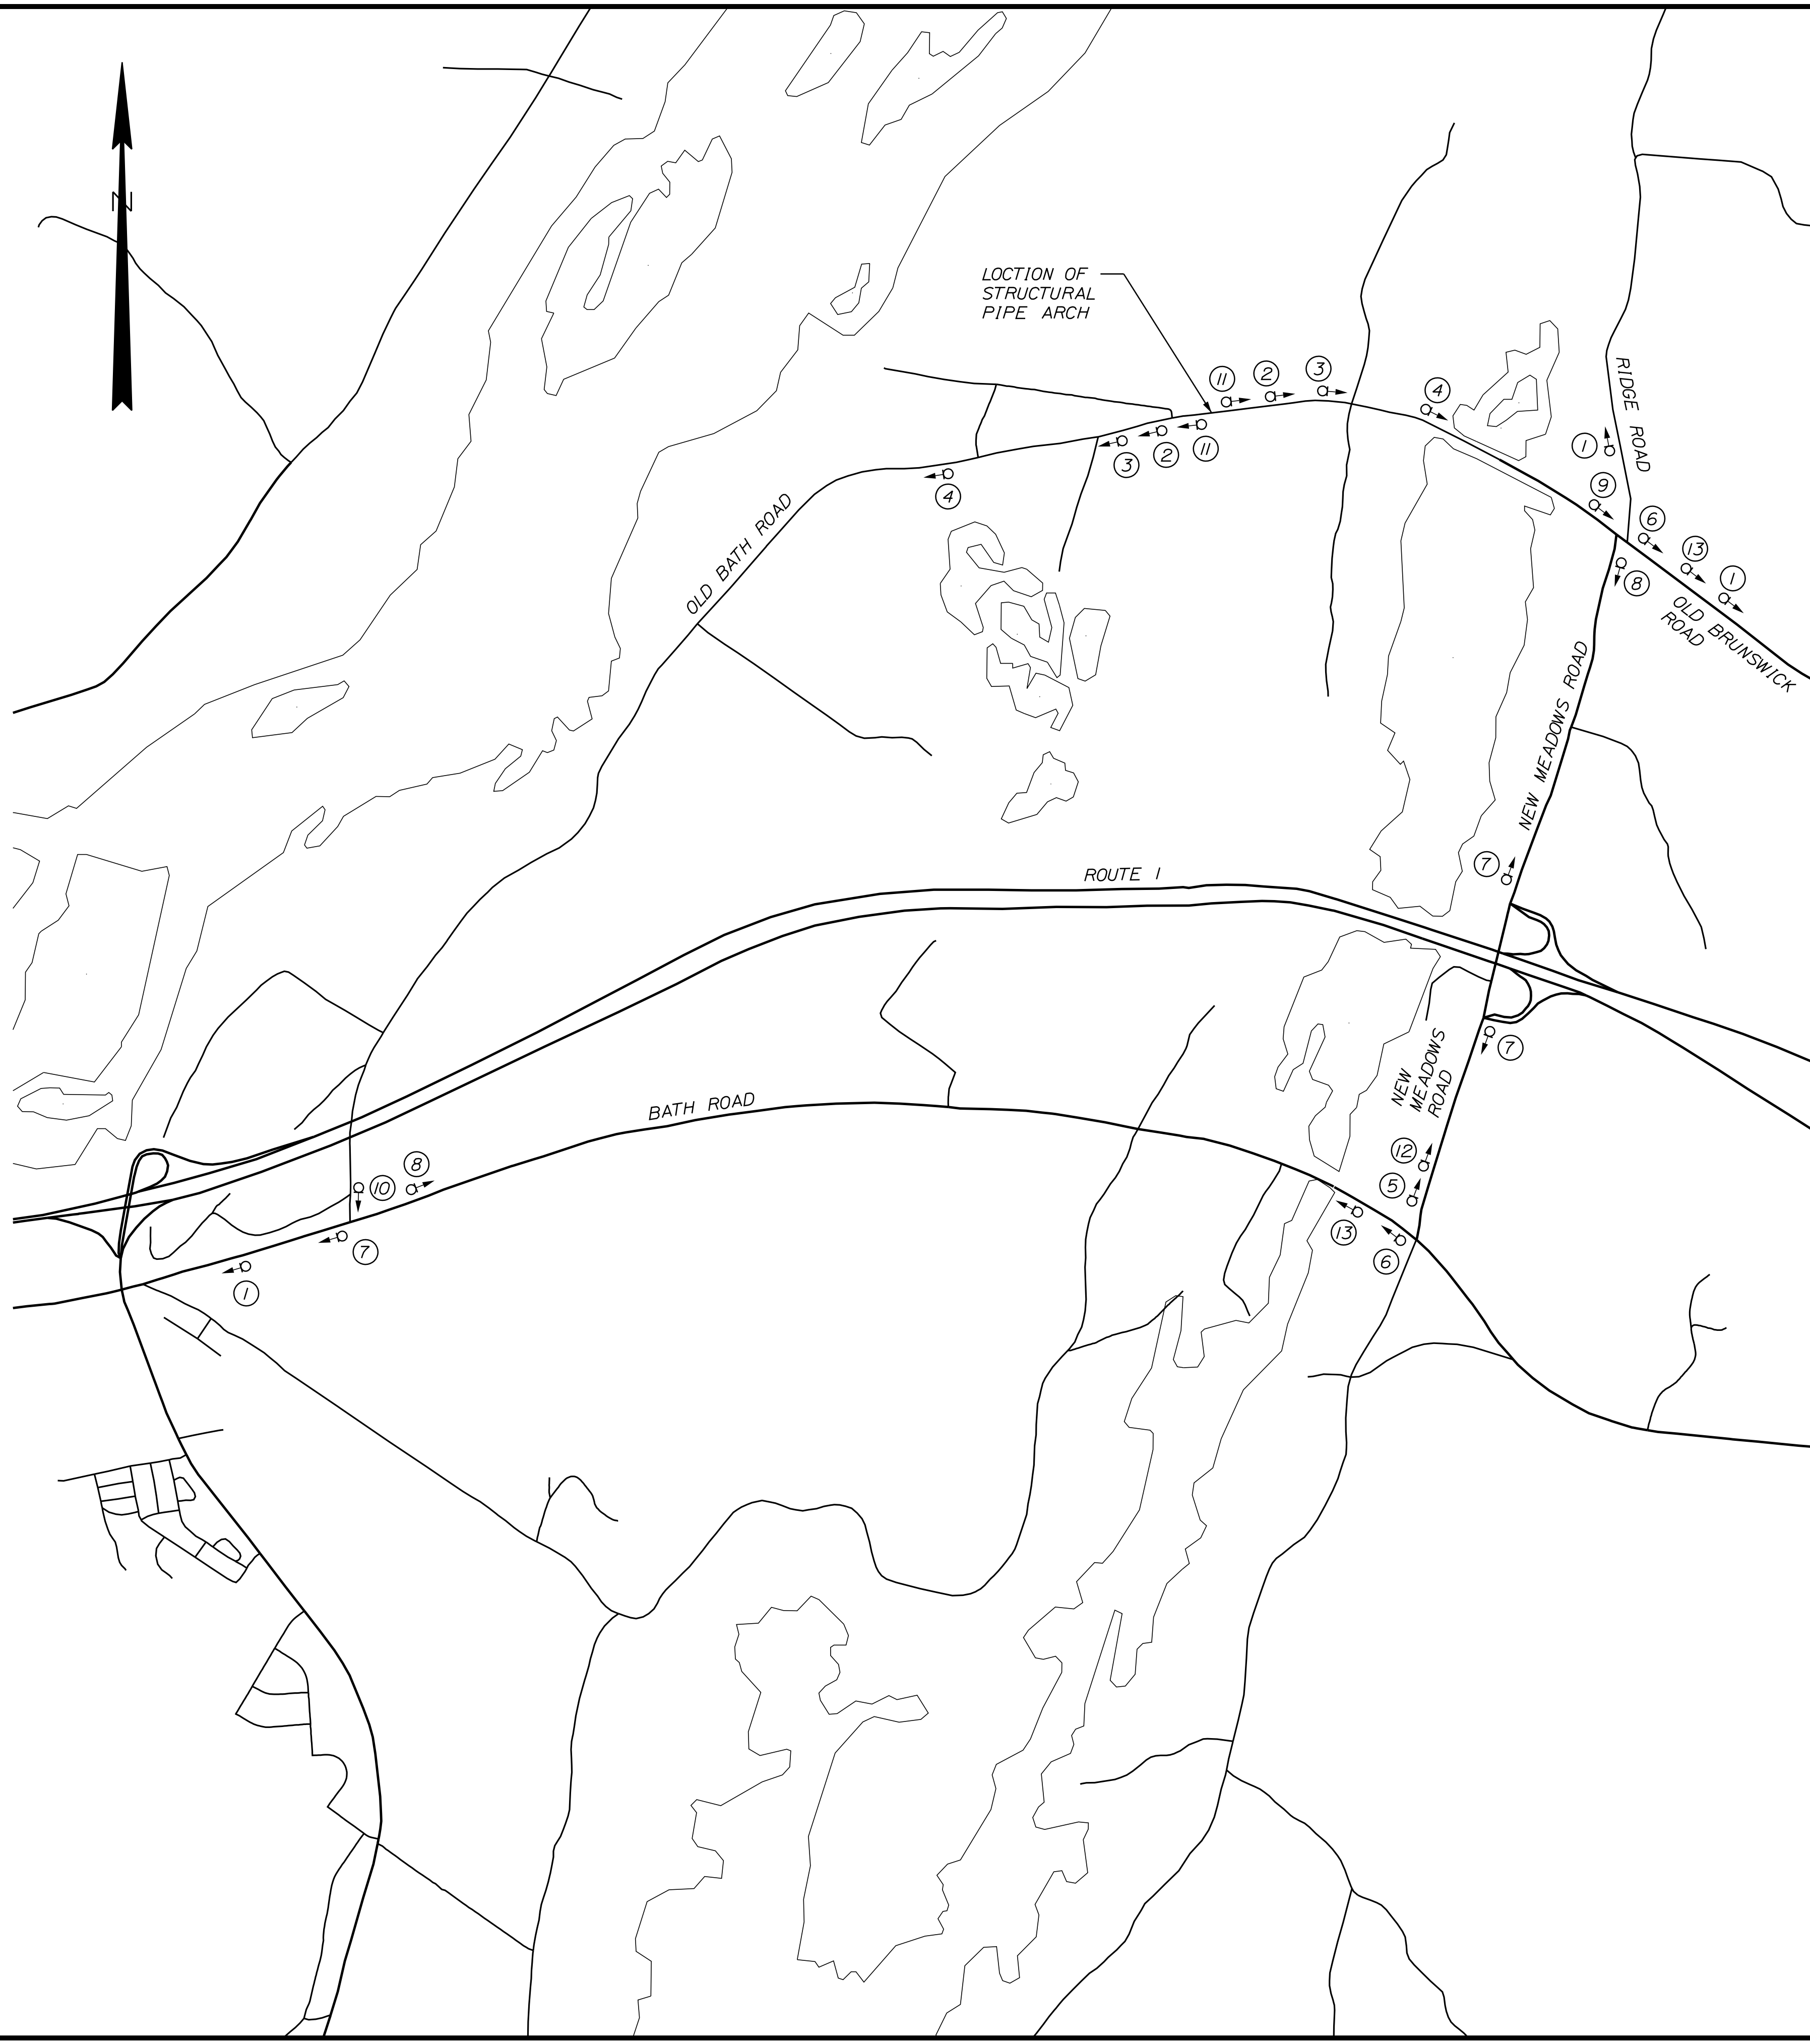 N
LOCTION OF
STRUCTURAL
PIPE ARCH
11
2
3
4
RIDGE ROAD
1
9
6
13
1
3
2
11
4
8
OLD BATH ROAD
OLD BRUNSWICK
ROAD
NEW MEADOWS ROAD
7
ROUTE 1
7
NEW
MEADOWS
ROAD
BATH ROAD
12
8
10
5
7
13
6
1